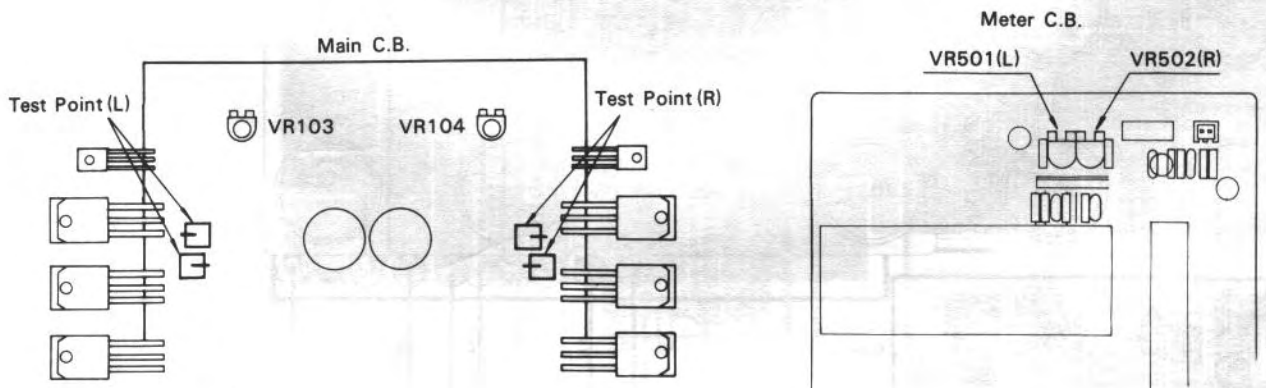 Main C.B.
Test Point (L)
VR103
VR104
Test Point (R)
Meter C.B.
VR501(L)
VR502(R)